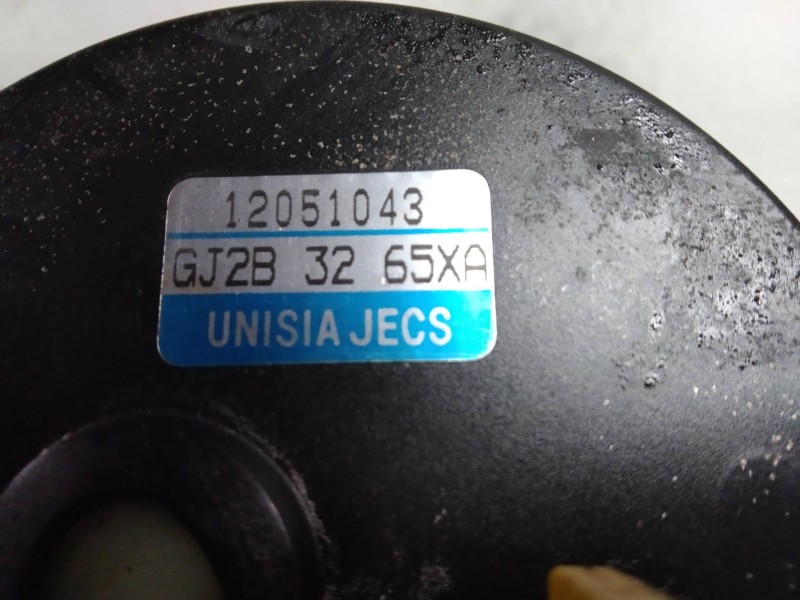 12051043
GJ2B 32 65XA
UNISIA JECS